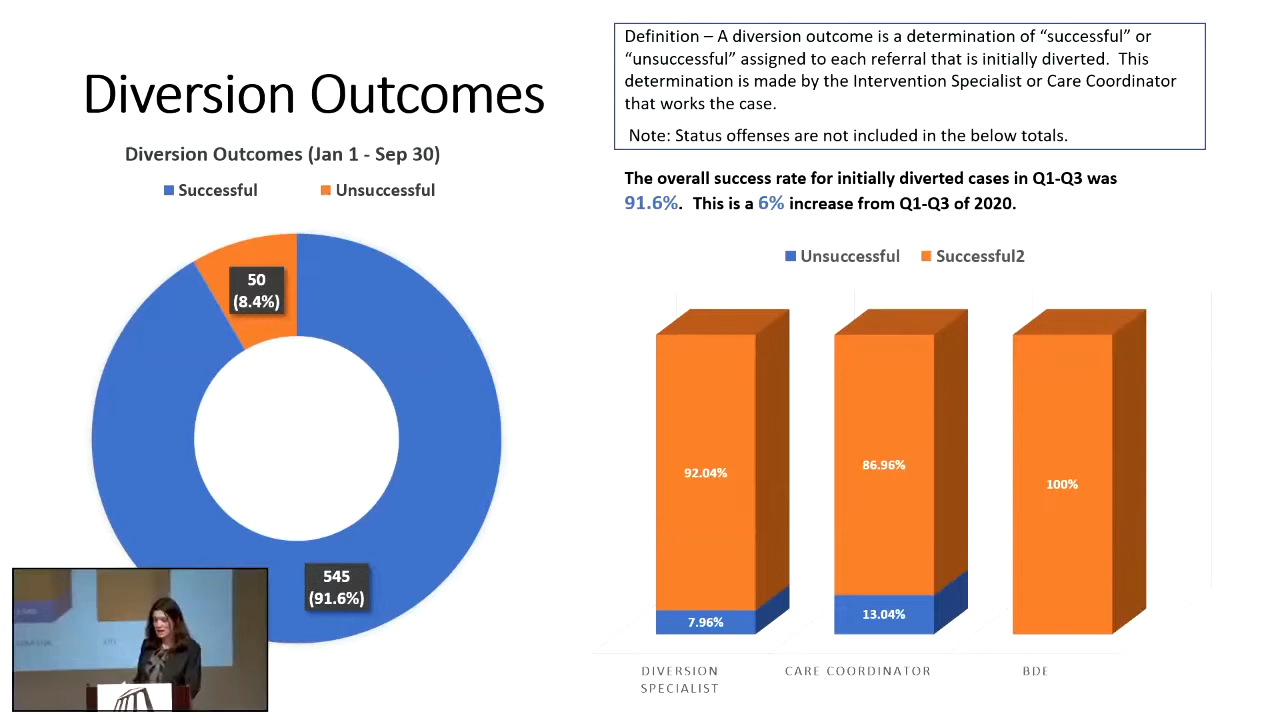 Diversion Outcomes
Diversion Outcomes (Jan 1 - Sep 30)
Successful
Unsuccessful
50
(8.4%)
545
(91.6%)
Definition – A diversion outcome is a determination of “successful” or
“unsuccessful” assigned to each referral that is initially diverted.  This
determination is made by the Intervention Specialist or Care Coordinator
that works the case.
Note: Status offenses are not included in the below totals.
The overall success rate for initially diverted cases in Q1-Q3 was
91.6%.  This is a 6% increase from Q1-Q3 of 2020.
Unsuccessful
Successful2
92.04%
86.96%
100%
7.96%
13.04%
DIVERSION
SPECIALIST
CARE COORDINATOR
BDE